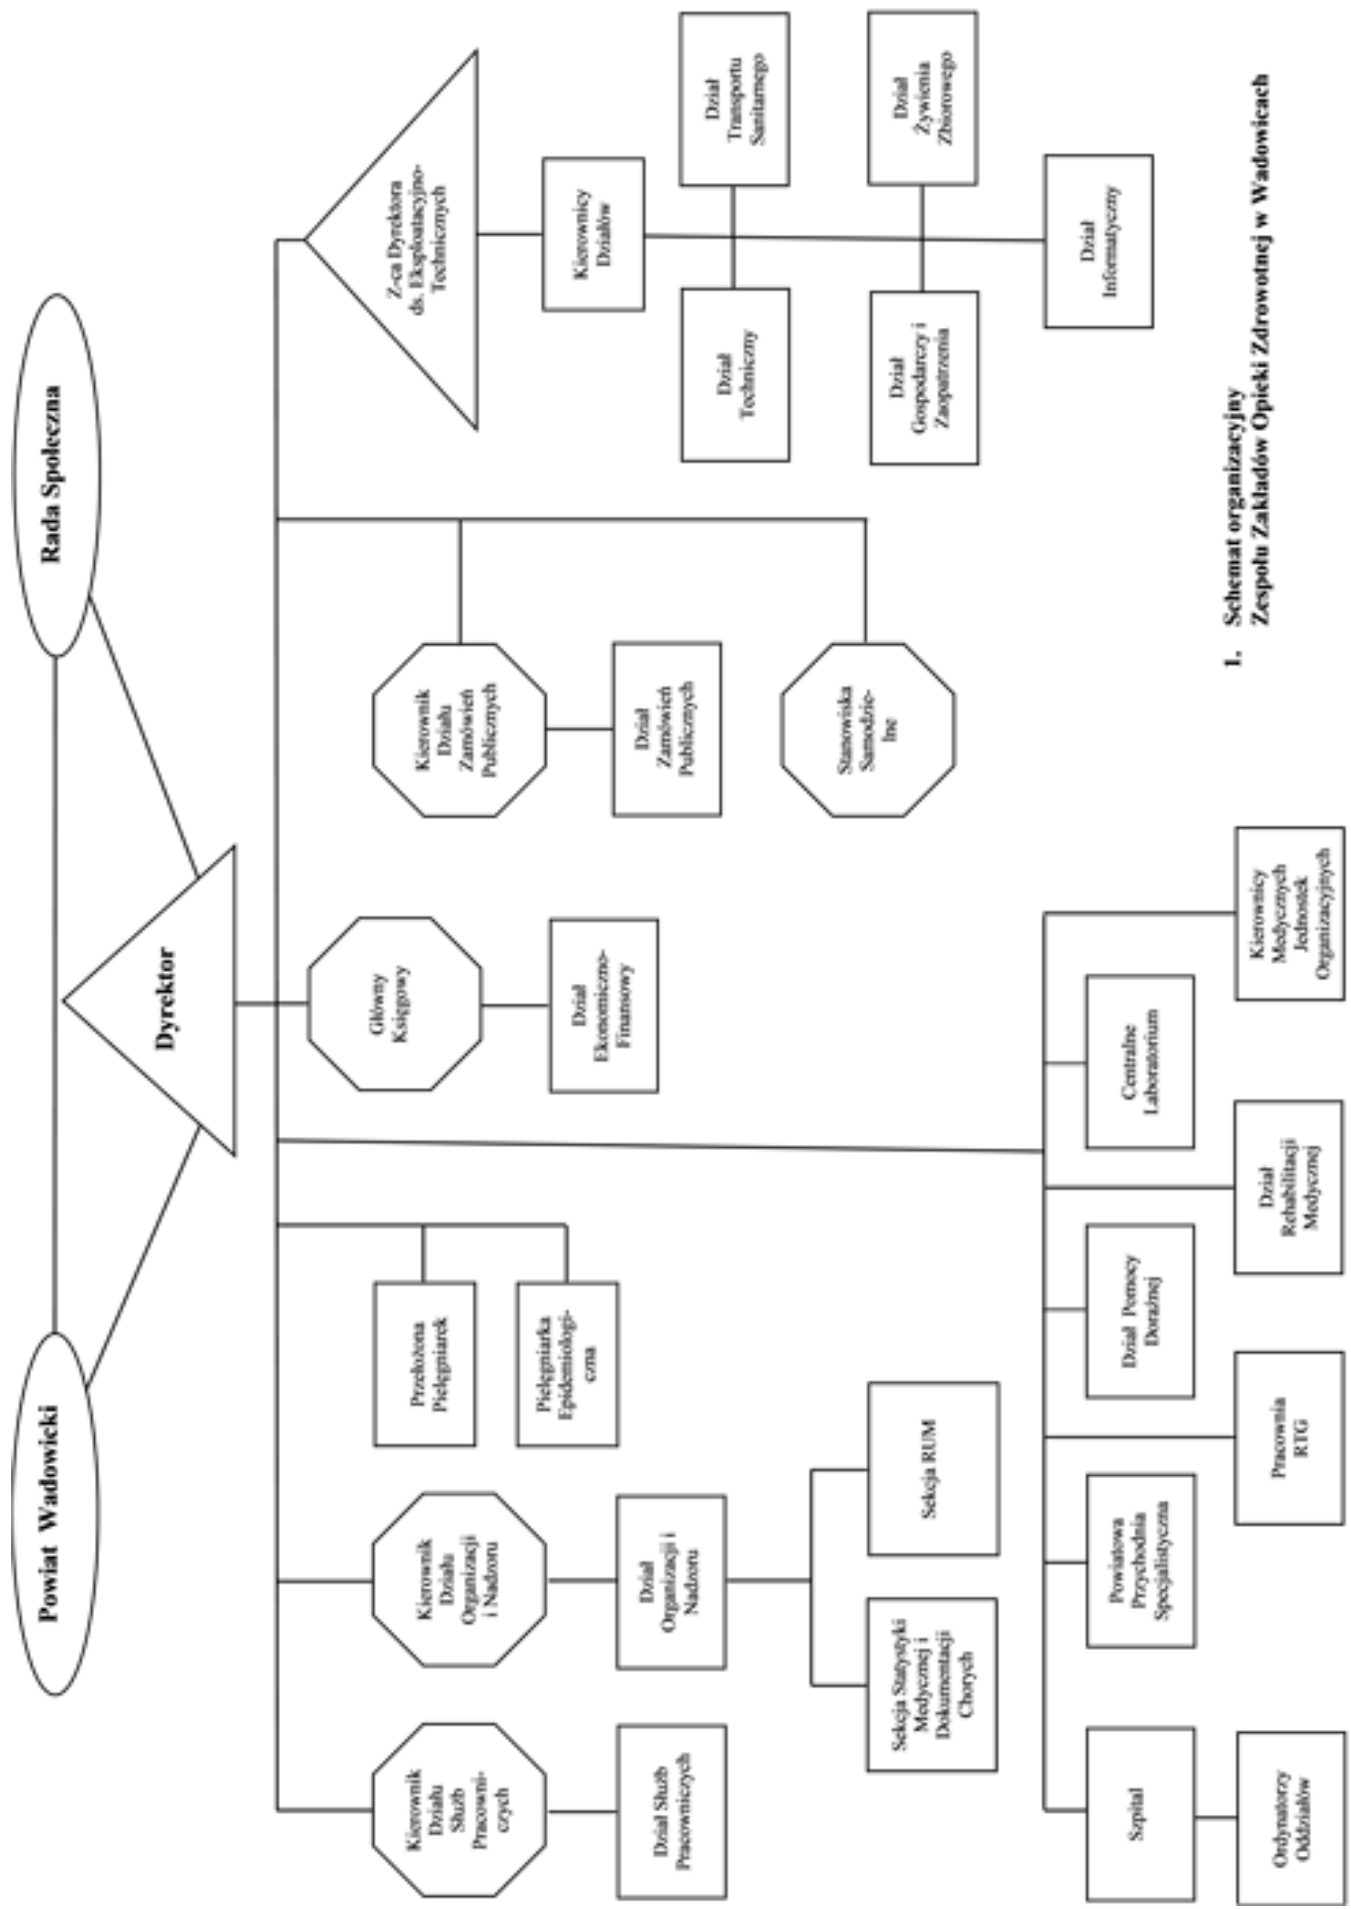 Powiat Wadowicki
Rada Społeczna
Dyrektor
Kierownik
Działu
Służb
Pracowni-
czych
Dział Służb
Pracowniczych
Kierownik
Działu
Organizacji
i Nadzoru
Dział
Organizacji i
Nadzoru
Sekcja Statystyki
Medycznej i
Dokumentacji
Chorych
Sekcja RUM
Przełożona
Pielęgniarek
Pielęgniarka
Epidemiologi-
czna
Główny
Księgowy
Dział
Ekonomiczno-
Finansowy
Kierownik
Działu
Zamówień
Publicznych
Dział
Zamówień
Publicznych
Stanowiska
Samodzie-
lne
Z-ca Dyrektora
ds. Eksploatacyjno-
Technicznych
Kierownicy
Działów
Dział
Techniczny
Dział
Transportu
Sanitarnego
Dział
Gospodarczy i
Zaopatrzenia
Dział
Żywienia
Zbiorowego
Dział
Informatyczny
Szpital
Ordynatorzy
Oddziałów
Powiatowa
Przychodnia
Specjalistyczna
Pracownia
RTG
Dział Pomocy
Doraźnej
Dział
Rehabilitacji
Medycznej
Centralne
Laboratorium
Kierownicy
Medycznych
Jednostek
Organizacyjnych
1. Schemat organizacyjny
Zespołu Zakładów Opieki Zdrowotnej w Wadowicach